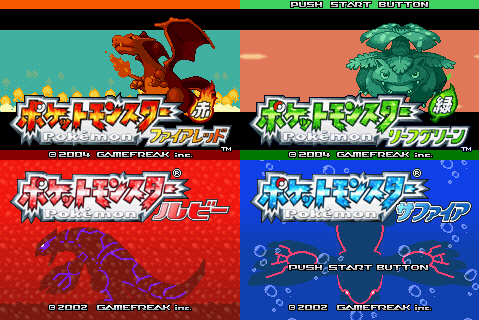 ポケットモンスター 赤
Pokémon ファイアレッド
TM
©2004 GAMEFREAK inc.
PUSH START BUTTON
ポケットモンスター 緑
Pokémon リーフグリーン
TM
©2004 GAMEFREAK inc.
ポケットモンスター®
Pokémon ルビー
©2002 GAMEFREAK inc.
ポケットモンスター®
Pokémon サファイア
PUSH START BUTTON
©2002 GAMEFREAK inc.